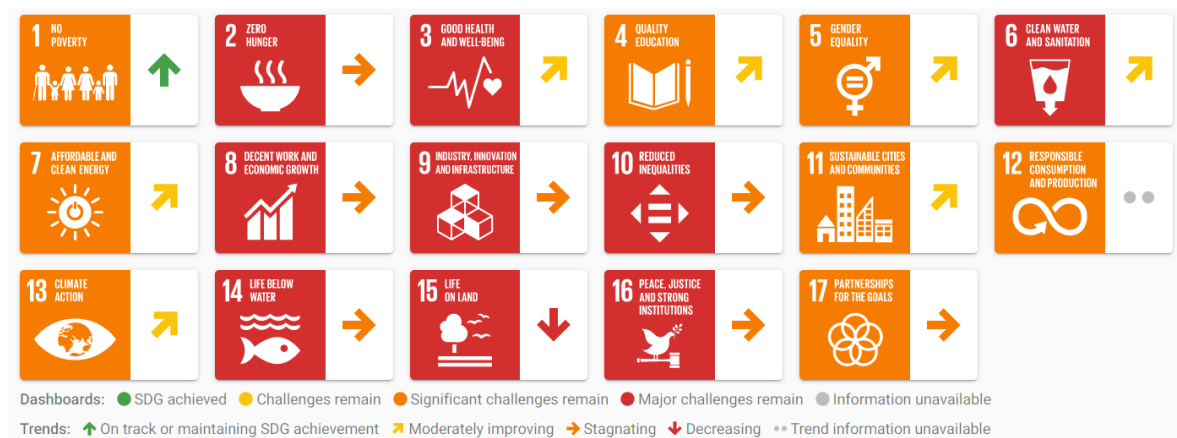 1 NO
POVERTY
2 ZERO
HUNGER
3 GOOD HEALTH
AND WELL-BEING
4 QUALITY
EDUCATION
5 GENDER
EQUALITY
6 CLEAN WATER
AND SANITATION
7 AFFORDABLE AND
CLEAN ENERGY
8 DECENT WORK AND
ECONOMIC GROWTH
9 INDUSTRY, INNOVATION
AND INFRASTRUCTURE
10 REDUCED
INEQUALITIES
11 SUSTAINABLE CITIES
AND COMMUNITIES
12 RESPONSIBLE
CONSUMPTION
AND PRODUCTION
13 CLIMATE
ACTION
14 LIFE BELOW
WATER
15 LIFE
ON LAND
16 PEACE, JUSTICE
AND STRONG
INSTITUTIONS
17 PARTNERSHIPS
FOR THE GOALS
Dashboards: SDG achieved Challenges remain Significant challenges remain Major challenges remain Information unavailable
Trends: On track or maintaining SDG achievement Moderately improving Stagnating Decreasing Trend information unavailable